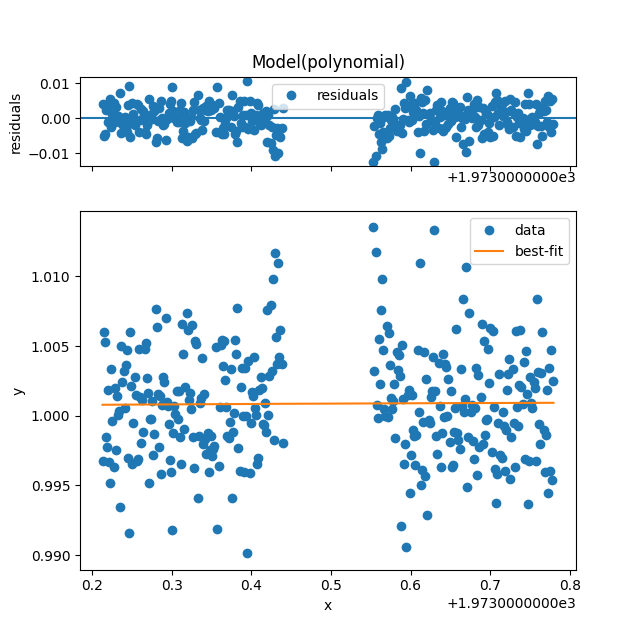 Model(polynomial)
residuals
0.01
0.00
−0.01
residuals
+1.9730000000e3
y
1.010
1.005
1.000
0.995
0.990
data
best-fit
0.2 0.3 0.4 0.5 0.6 0.7 0.8
x
+1.9730000000e3